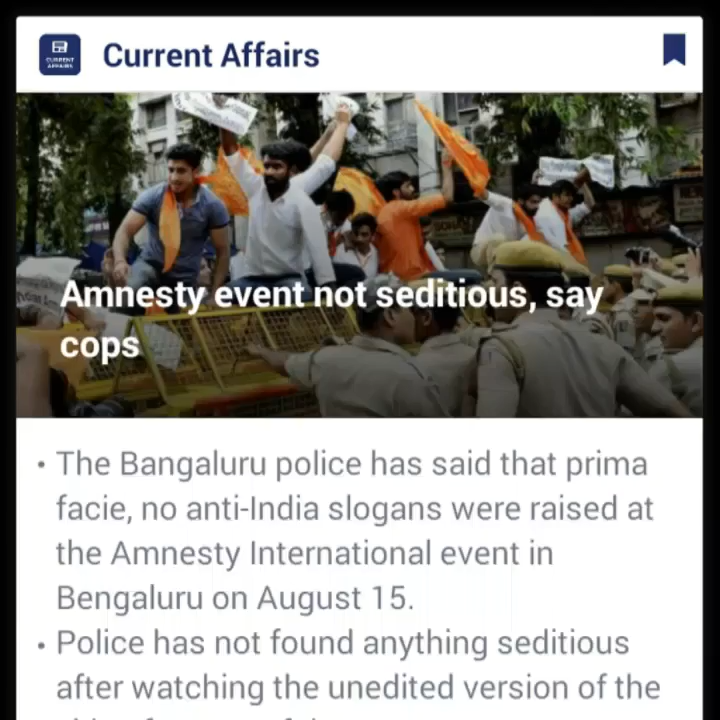 CURRENT
AFFAIRS
Current Affairs
Amnesty event not seditious, say
cops
• The Bangaluru police has said that prima
facie, no anti-India slogans were raised at
the Amnesty International event in
Bengaluru on August 15.
• Police has not found anything seditious
after watching the unedited version of the